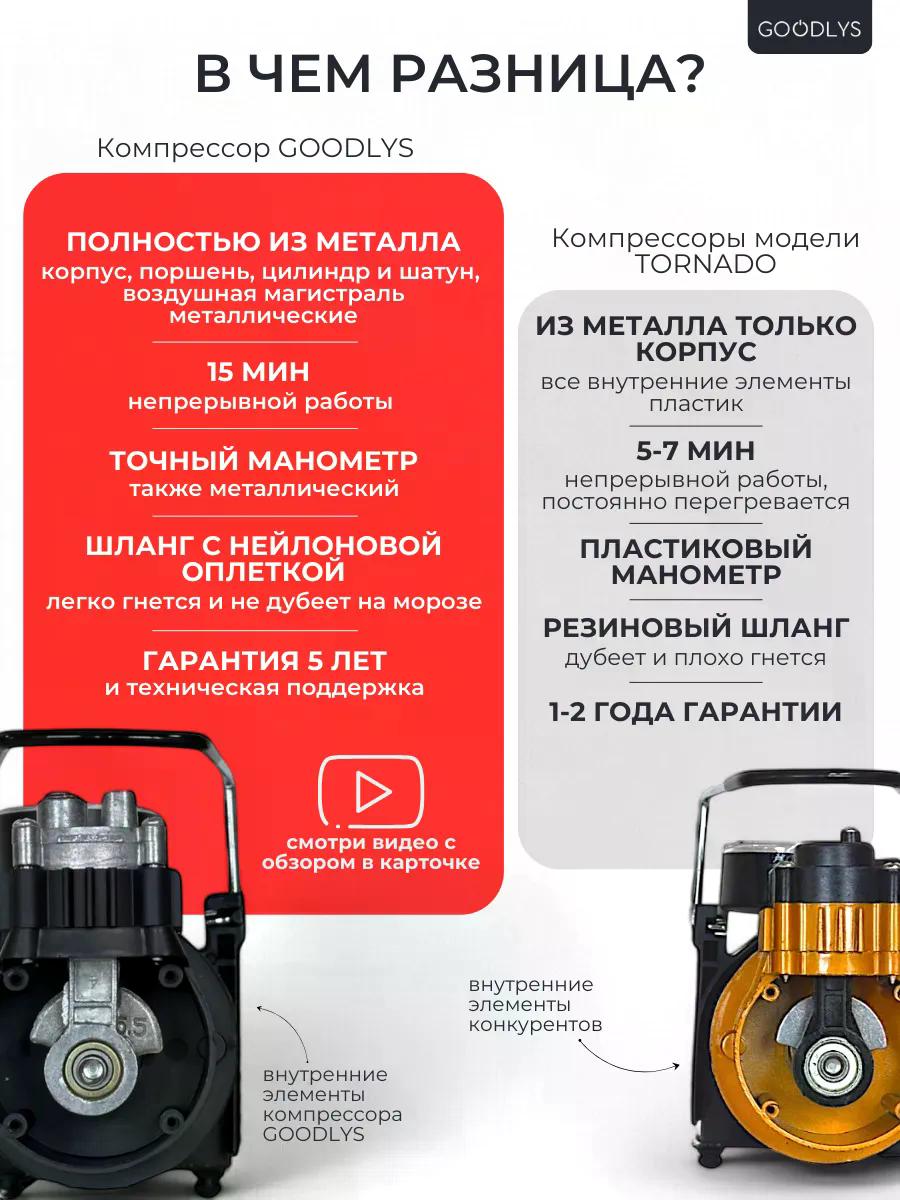 GOODLYS
В ЧЕМ РАЗНИЦА?
Компрессор GOODLYS
ПОЛНОСТЬЮ ИЗ МЕТАЛЛА
корпус, поршень, цилиндр и шатун,
воздушная магистраль
металлические
15 МИН
непрерывной работы
ТОЧНЫЙ МАНОМЕТР
также металлический
ШЛАНГ С НЕЙЛОНОВОЙ
ОПЛЕТКОЙ
легко гнется и не дубеет на морозе
ГАРАНТИЯ 5 ЛЕТ
и техническая поддержка
смотри видео с
обзором в карточке
Компрессоры модели
TORNADO
ИЗ МЕТАЛЛА ТОЛЬКО
КОРПУС
все внутренние элементы
пластик
5-7 МИН
непрерывной работы,
постоянно перегревается
ПЛАСТИКОВЫЙ
МАНОМЕТР
РЕЗИНОВЫЙ ШЛАНГ
дубеет и плохо гнется
1-2 ГОДА ГАРАНТИИ
внутренние
элементы
конкурентов
внутренние
элементы
компрессора
GOODLYS